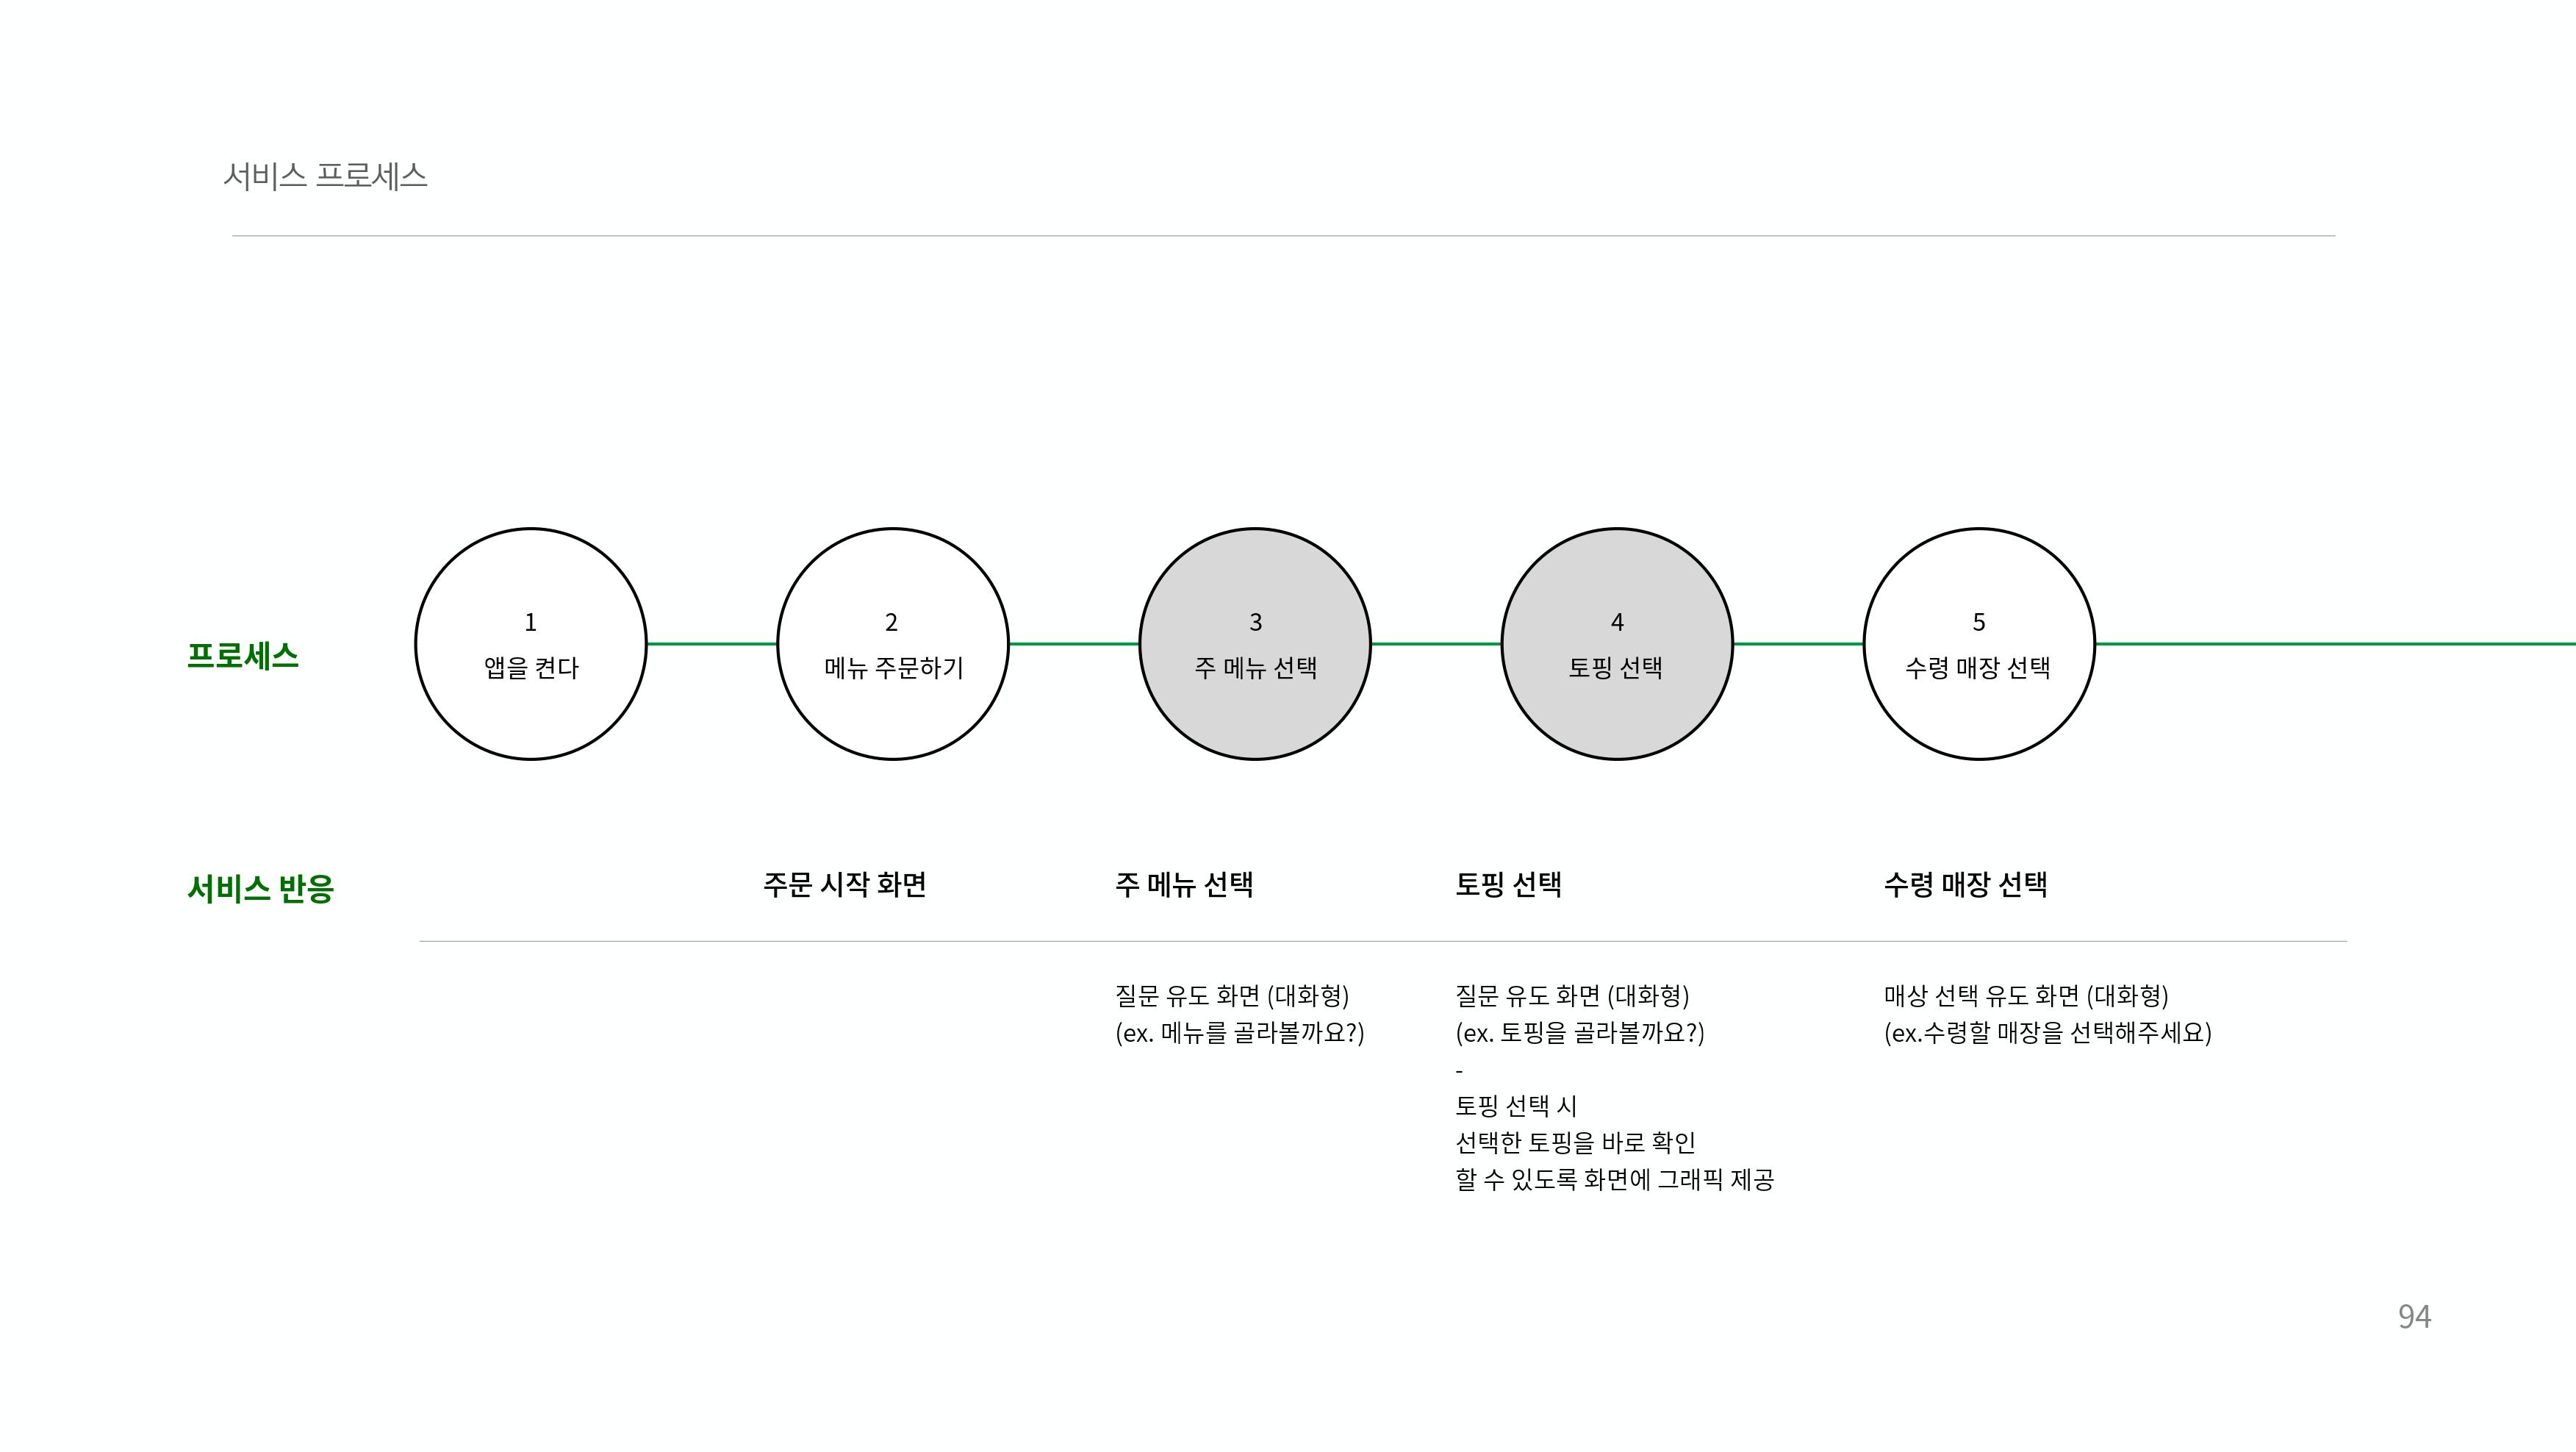 서비스 프로세스
프로세스
1
앱을 켠다
2
메뉴 주문하기
3
주 메뉴 선택
4
토핑 선택
5
수령 매장 선택
서비스 반응
주문 시작 화면
주 메뉴 선택
질문 유도 화면 (대화형)
(ex. 메뉴를 골라볼까요?)
토핑 선택
질문 유도 화면 (대화형)
(ex. 토핑을 골라볼까요?)
-
토핑 선택 시
선택한 토핑을 바로 확인
할 수 있도록 화면에 그래픽 제공
수령 매장 선택
매상 선택 유도 화면 (대화형)
(ex.수령할 매장을 선택해주세요)
94